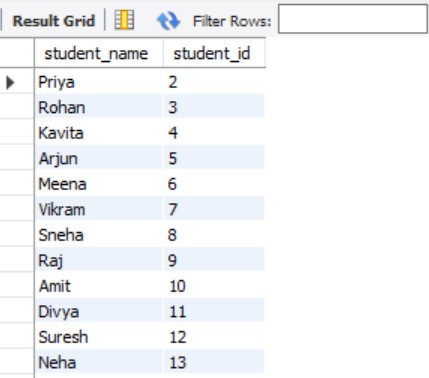 Result Grid Filter Rows:
student_name student_id
Priya 2
Rohan 3
Kavita 4
Arjun 5
Meena 6
Vikram 7
Sneha 8
Raj 9
Amit 10
Divya 11
Suresh 12
Neha 13